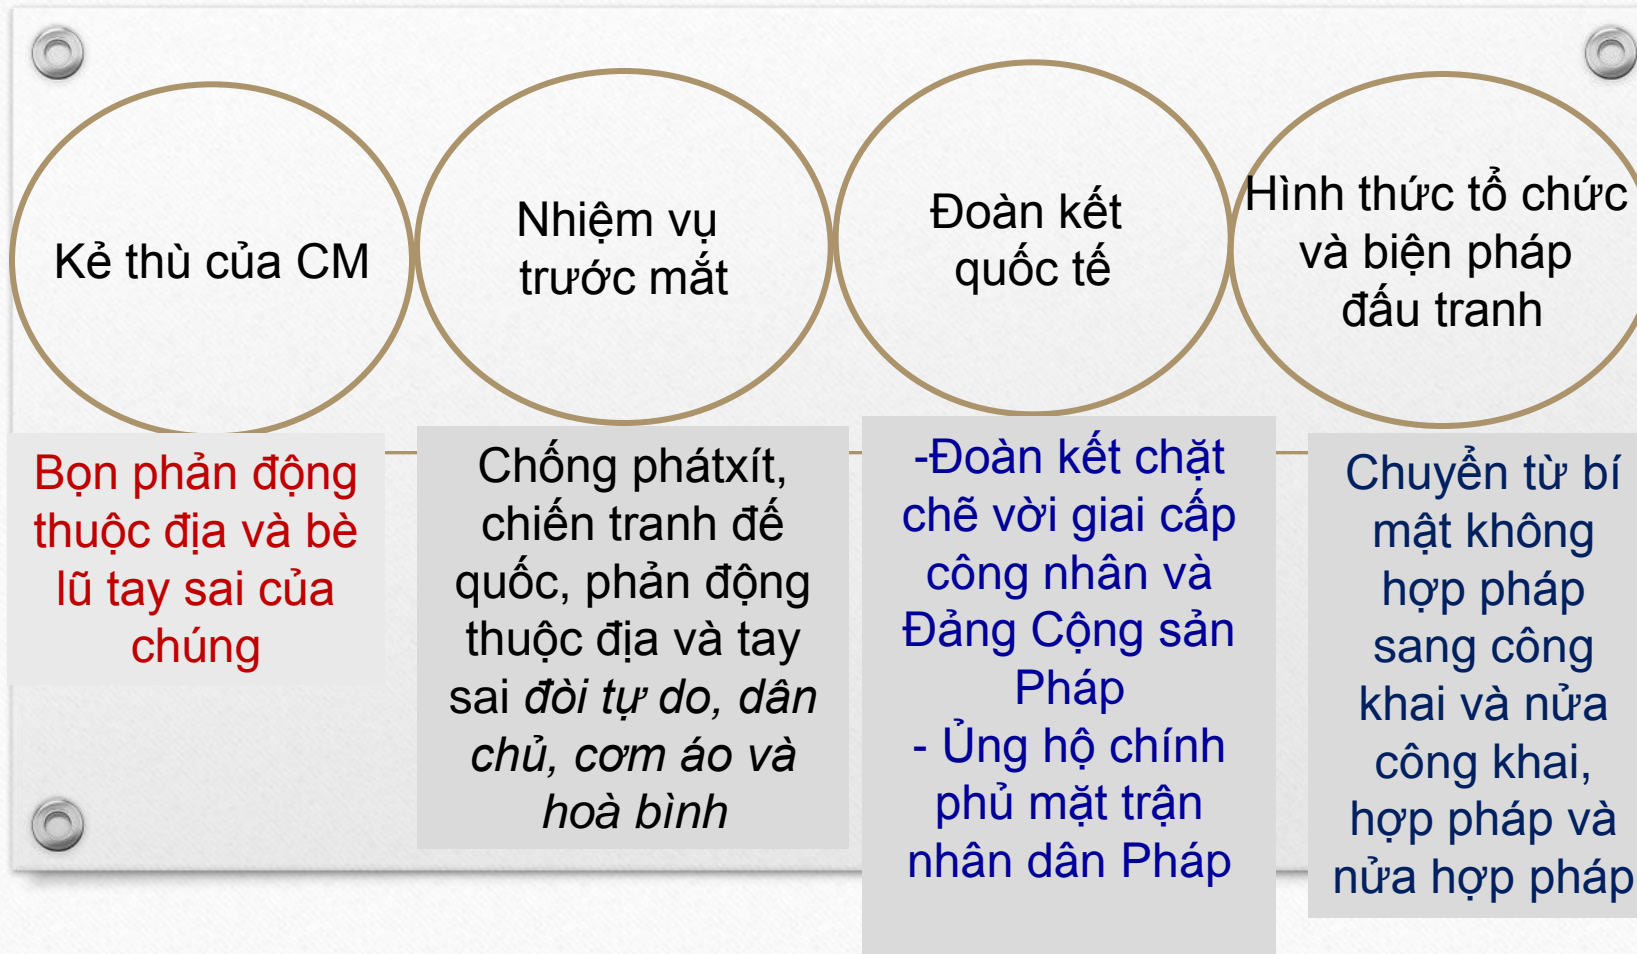 Kẻ thù của CM
Nhiệm vụ
trước mắt
Đoàn kết
quốc tế
Hình thức tổ chức
và biện pháp
đấu tranh
Bọn phản động
thuộc địa và bè
lũ tay sai của
chúng
Chống phátxít,
chiến tranh đế
quốc, phản động
thuộc địa và tay
sai đòi tự do, dân
chủ, cơm áo và
hoà bình
-Đoàn kết chặt
chẽ vời giai cấp
công nhân và
Đảng Cộng sản
Pháp
- Ủng hộ chính
phủ mặt trận
nhân dân Pháp
Chuyển từ bí
mật không
hợp pháp
sang công
khai và nửa
công khai,
hợp pháp và
nửa hợp pháp